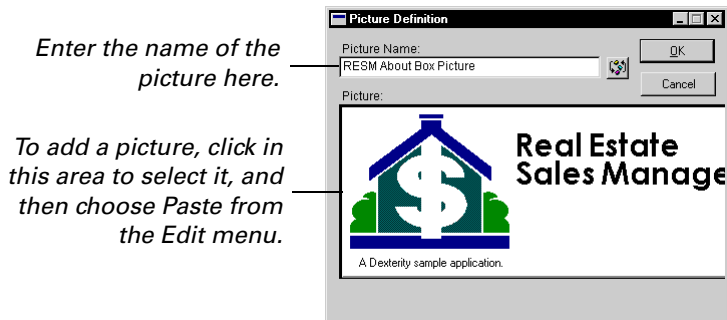 Picture Definition
Enter the name of the
picture here.
Picture Name:
RESM About Box Picture
OK
Cancel
Picture:
To add a picture, click in
this area to select it, and
then choose Paste from
the Edit menu.
$
Real Estate
Sales Manage
A Dexterity sample application.